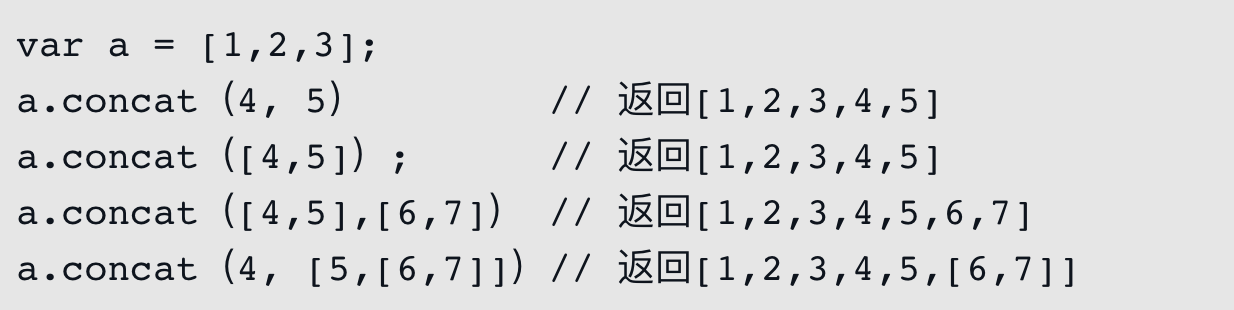 var a = [1,2,3];
a.concat (4, 5)          // 返回[1,2,3,4,5]
a.concat ([4,5]) ;       // 返回[1,2,3,4,5]
a.concat ([4,5],[6,7])   // 返回[1,2,3,4,5,6,7]
a.concat (4, [5,[6,7]])  // 返回[1,2,3,4,5,[6,7]]